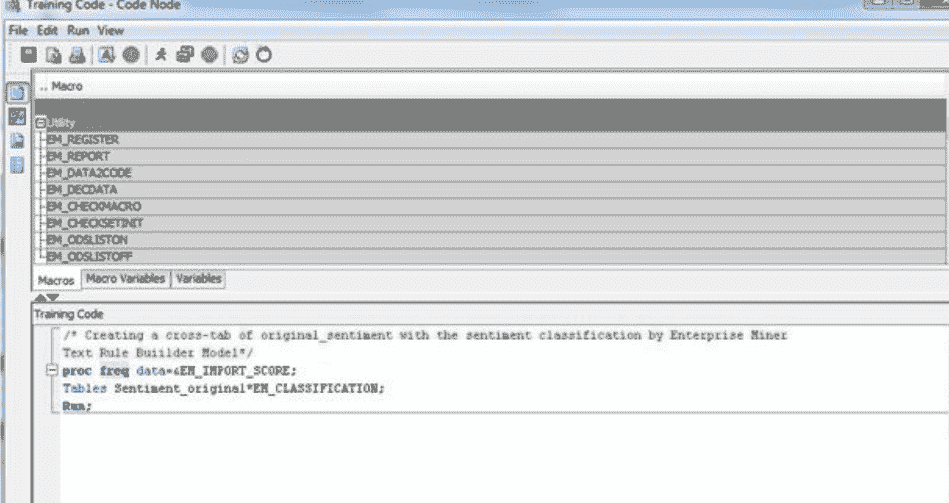 Training Code - Code Node
File Edit Run View
.. Macro
Utility
EM_REGISTER
EM_REPORT
EM_DATA2CODE
EM_DECDATA
EM_CHECKMACRO
EM_CHECKSETINIT
EM_ODSLISTON
EM_ODSLISTOFF
Macros Macro Variables Variables
Training Code
/* Creating a cross-tab of original_sentiment with the sentiment classification by Enterprise Miner
Text Rule Buiilder Model*/
proc freq data=&EM_IMPORT_SCORE;
Tables Sentiment_original*EM_CLASSIFICATION;
Run;